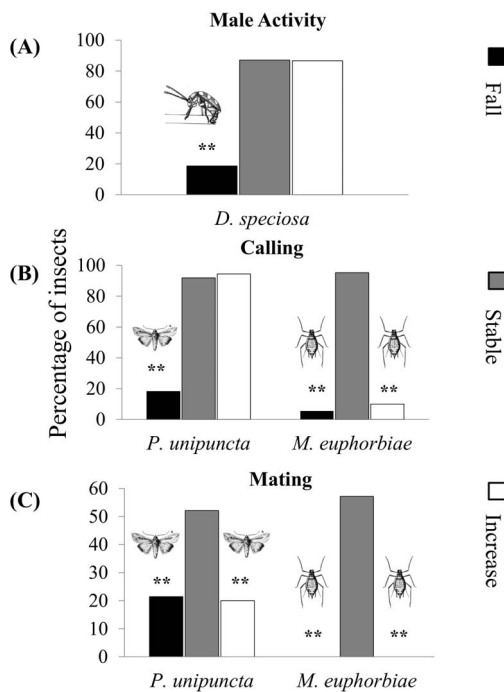 Male Activity
(A)
100
80
60
40
20
0
**
D. speciosa
Fall
Percentage of insects
Calling
(B)
100
80
60
40
20
0
**
**
**
P. unipuncta
M. euphorbiae
Stable
Mating
(C)
60
50
40
30
20
10
0
**
**
**
**
P. unipuncta
M. euphorbiae
Increase